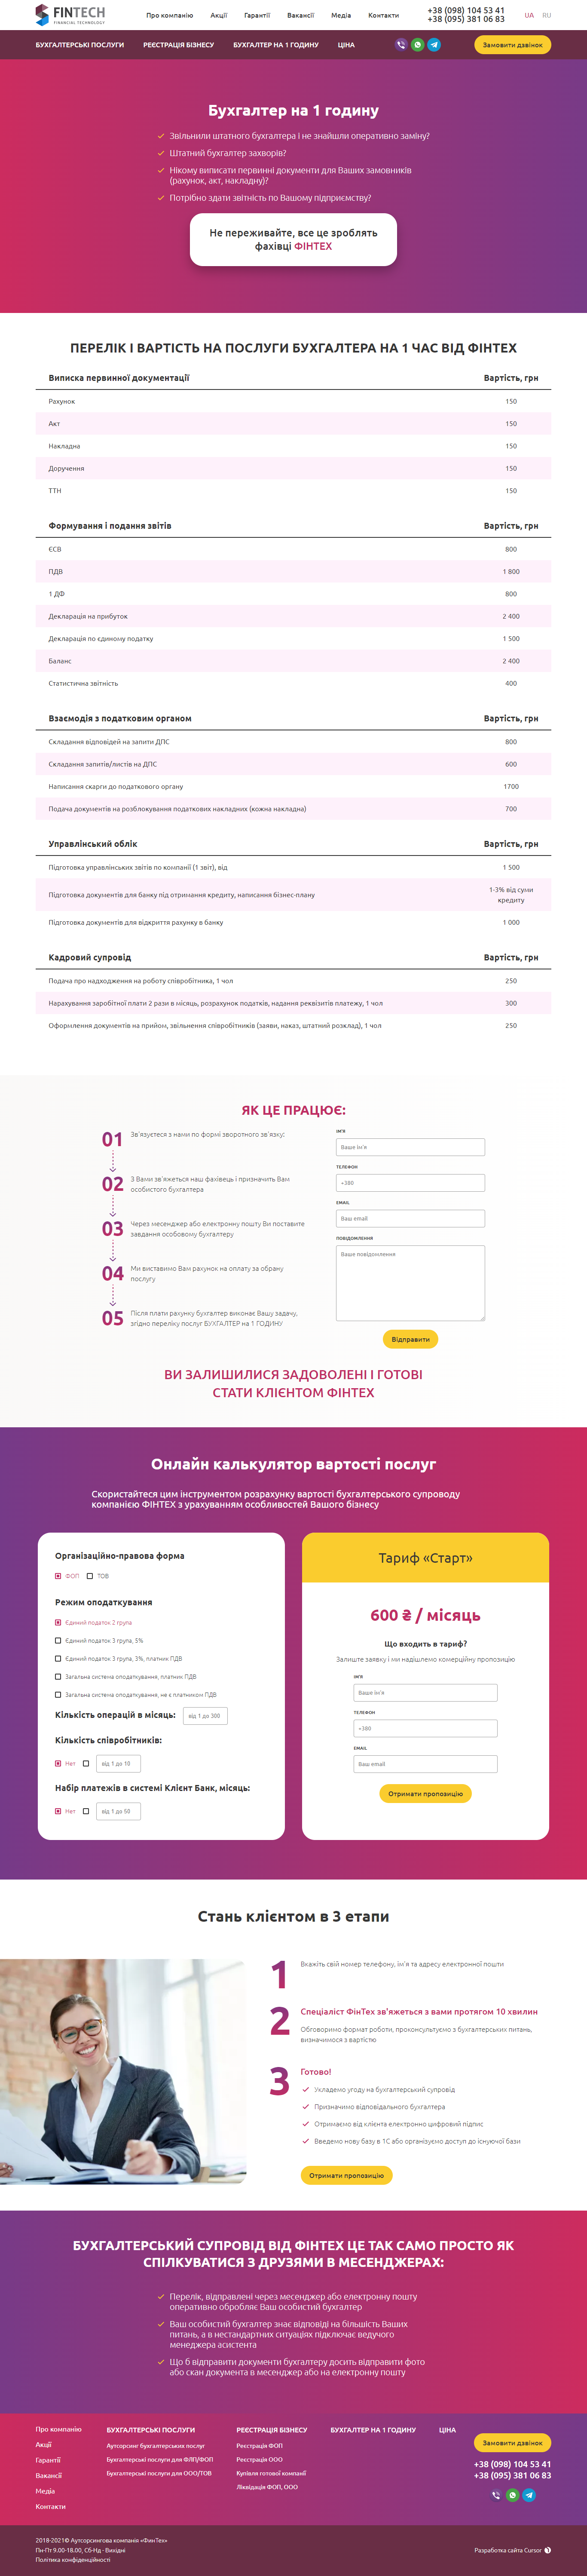 FINTECH
FINANCIAL TECHNOLOGY
Про компанію
Акції
Гарантії
Вакансії
Медіа
Контакти
+38 (098) 104 53 41
+38 (095) 381 06 83
UA
RU
БУХГАЛТЕРСЬКІ ПОСЛУГИ
РЕЄСТРАЦІЯ БІЗНЕСУ
БУХГАЛТЕР НА 1 ГОДИНУ
ЦІНА
Замовити дзвінок
Бухгалтер на 1 годину
Звільнили штатного бухгалтера і не знайшли оперативно заміну?
Штатний бухгалтер захворів?
Нікому виписати первинні документи для Ваших замовників
(рахунок, акт, накладну)?
Потрібно здати звітність по Вашому підприємству?
Не переживайте, все це зроблять
фахівці ФІНТЕХ
ПЕРЕЛІК І ВАРТІСТЬ НА ПОСЛУГИ БУХГАЛТЕРА НА 1 ЧАС ВІД ФІНТЕХ
Виписка первинної документації
Вартість, грн
Рахунок
150
Акт
150
Накладна
150
Доручення
150
ТТН
150
Формування і подання звітів
Вартість, грн
ЄСВ
800
ПДВ
1 800
1 ДФ
800
Декларація на прибуток
2 400
Декларація по єдиному податку
1 500
Баланс
2 400
Статистична звітність
400
Взаємодія з податковим органом
Вартість, грн
Складання відповідей на запити ДПС
800
Складання запитів/листів на ДПС
600
Написання скарги до податкового органу
1700
Подача документів на розблокування податкових накладних (кожна накладна)
700
Управлінський облік
Вартість, грн
Підготовка управлінських звітів по компанії (1 звіт), від
1 500
Підготовка документів для банку під отримання кредиту, написання бізнес-плану
1-3% від суми
кредиту
Підготовка документів для відкриття рахунку в банку
1 000
Кадровий супровід
Вартість, грн
Подача про надходження на роботу співробітника, 1 чол
250
Нарахування заробітної плати 2 рази в місяць, розрахунок податків, надання реквізитів платежу, 1 чол
300
Оформлення документів на прийом, звільнення співробітників (заяви, наказ, штатний розклад), 1 чол
250
ЯК ЦЕ ПРАЦЮЄ:
01
Зв'язуєтеся з нами по формі зворотного зв'язку:
02
З Вами зв'яжеться наш фахівець і призначить Вам
особистого бухгалтера
03
Через месенджер або електронну пошту Ви поставите
завдання особовому бухгалтеру
04
Ми виставимо Вам рахунок на оплату за обрану
послугу
05
Після плати рахунку бухгалтер виконає Вашу задачу,
згідно переліку послуг БУХГАЛТЕР на 1 ГОДИНУ
ІМ'Я
Ваше ім'я
ТЕЛЕФОН
+380
EMAIL
Ваш email
ПОВІДОМЛЕННЯ
Ваше повідомлення
Відправити
ВИ ЗАЛИШИЛИСЯ ЗАДОВОЛЕНІ І ГОТОВІ
СТАТИ КЛІЄНТОМ ФІНТЕХ
Онлайн калькулятор вартості послуг
Скористайтеся цим інструментом розрахунку вартості бухгалтерського супроводу
компанією ФІНТЕХ з урахуванням особливостей Вашого бізнесу
Організаційно-правова форма
ФОП
ТОВ
Режим оподаткування
Єдиний податок 2 група
Єдиний податок 3 група, 5%
Єдиний податок 3 група, 3%, платник ПДВ
Загальна система оподаткування, платник ПДВ
Загальна система оподаткування, не є платником ПДВ
Кількість операцій в місяць:
від 1 до 300
Кількість співробітників:
Нет
від 1 до 10
Набір платежів в системі Клієнт Банк, місяць:
Нет
від 1 до 50
Тариф «Старт»
600 ₴ / місяць
Що входить в тариф?
Залиште заявку і ми надішлемо комерційну пропозицію
ІМ'Я
Ваше ім'я
ТЕЛЕФОН
+380
EMAIL
Ваш email
Отримати пропозицію
Стань клієнтом в 3 етапи
1
Вкажіть свій номер телефону, ім'я та адресу електронної пошти
2
Спеціаліст ФінТех зв'яжеться з вами протягом 10 хвилин
Обговоримо формат роботи, проконсультуємо з бухгалтерських питань,
визначимося з вартістю
3
Готово!
Укладемо угоду на бухгалтерський супровід
Призначимо відповідального бухгалтера
Отримаємо від клієнта електронно цифровий підпис
Введемо нову базу в 1С або організуємо доступ до існуючої бази
Отримати пропозицію
БУХГАЛТЕРСЬКИЙ СУПРОВІД ВІД ФІНТЕХ ЦЕ ТАК САМО ПРОСТО ЯК
СПІЛКУВАТИСЯ З ДРУЗЯМИ В МЕСЕНДЖЕРАХ:
Перелік, відправлені через месенджер або електронну пошту
оперативно обробляє Ваш особистий бухгалтер
Ваш особистий бухгалтер знає відповіді на більшість Ваших
питань, а в нестандартних ситуаціях підключає ведучого
менеджера асистента
Що б відправити документи бухгалтеру досить відправити фото
або скан документа в месенджер або на електронну пошту
Про компанію
Акції
Гарантії
Вакансії
Медіа
Контакти
БУХГАЛТЕРСЬКІ ПОСЛУГИ
Аутсорсинг бухгалтерських послуг
Бухгалтерські послуги для ФЛП/ФОП
Бухгалтерські послуги для ООО/ТОВ
РЕЄСТРАЦІЯ БІЗНЕСУ
Реєстрація ФОП
Реєстрація ООО
Купівля готової компанії
Ліквідація ФОП, ООО
БУХГАЛТЕР НА 1 ГОДИНУ
ЦІНА
Замовити дзвінок
+38 (098) 104 53 41
+38 (095) 381 06 83
2018-2021© Аутсорсингова компанія «ФинТех»
Пн-Пт 9.00-18.00, Сб-Нд - Вихідні
Політика конфіденційності
Разработка сайта Cursor